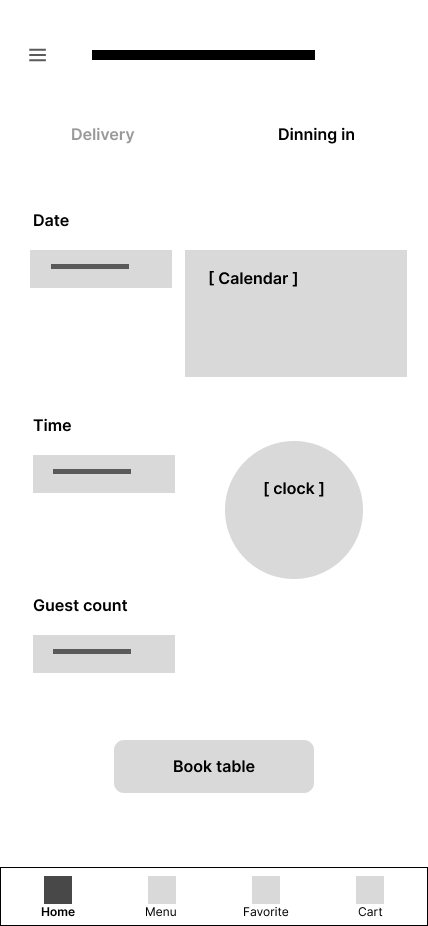 Delivery
Dinning in
Date
[ Calendar ]
Time
[ clock ]
Guest count
Book table
Home
Menu
Favorite
Cart